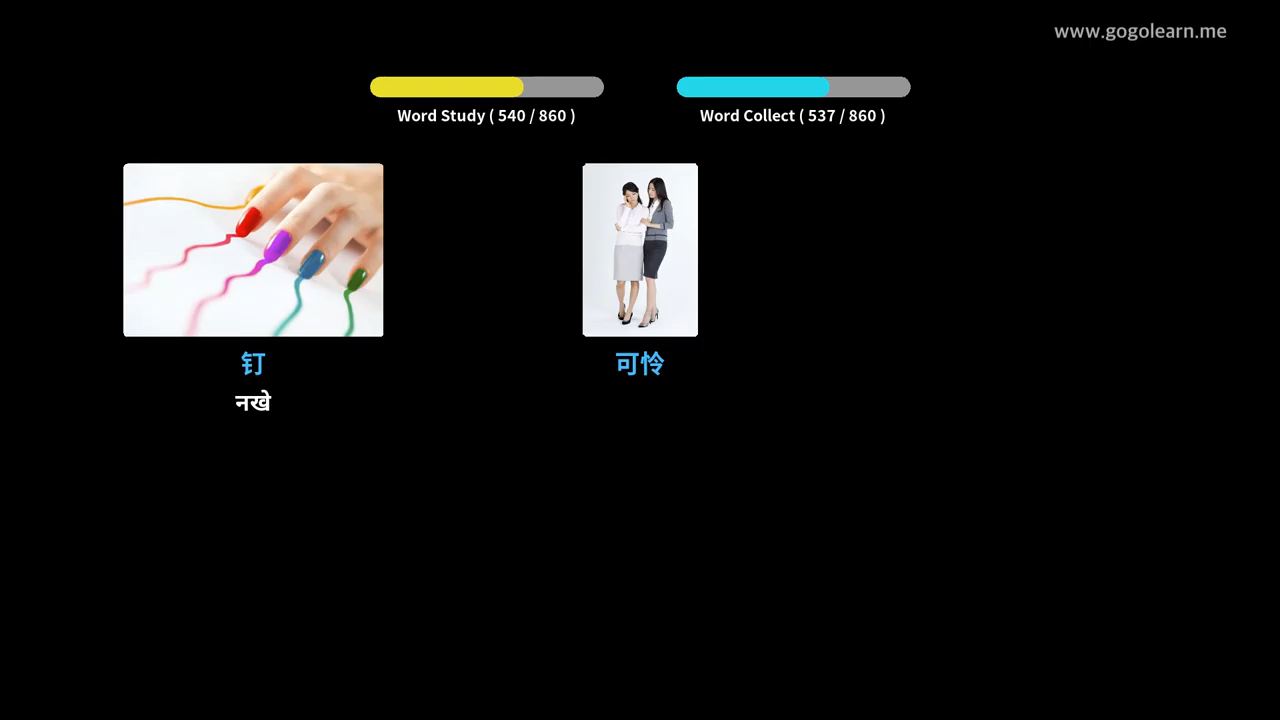 www.gogolearn.me
Word Study ( 540 / 860 )
Word Collect ( 537 / 860 )
钉
可怜
नखे